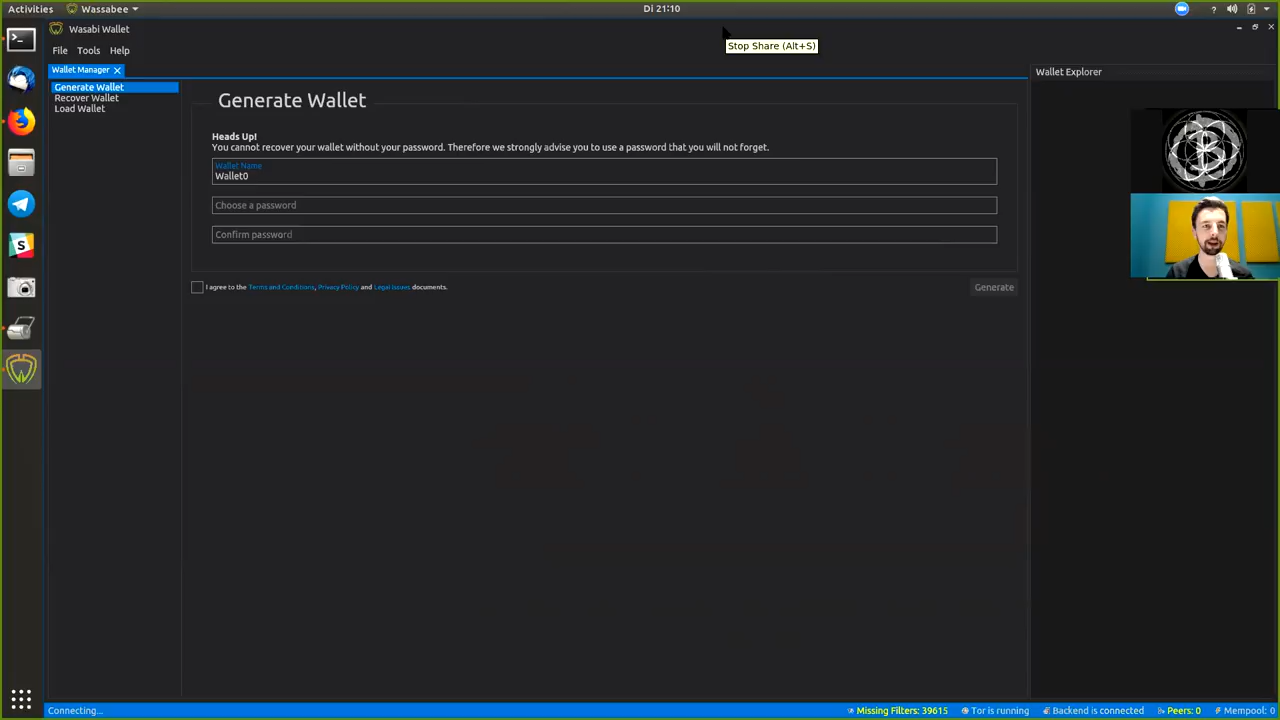 Activities
Wassabee
Di 21:10
?
Wasabi Wallet
Stop Share (Alt+S)
File Tools Help
Wallet Manager
Wallet Explorer
Generate Wallet
Recover Wallet
Load Wallet
Generate Wallet
Heads Up!
You cannot recover your wallet without your password. Therefore we strongly advise you to use a password that you will not forget.
Wallet Name
Wallet0
Choose a password
Confirm password
I agree to the Terms and Conditions, Privacy Policy and Legal Issues documents.
Generate
Connecting...
Missing Filters: 39615
Tor is running
Backend is connected
Peers: 0
Mempool: 0